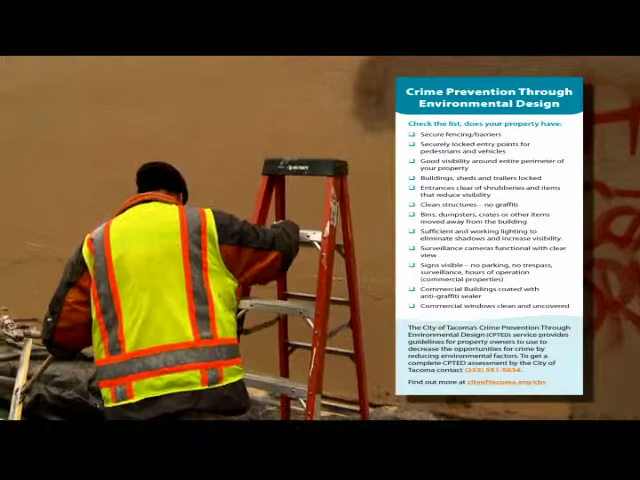 Crime Prevention Through
Environmental Design
Check the list, does your property have:
❏ Secure fencing/barriers
❏ Securely locked entry points for
pedestrians and vehicles
❏ Good visibility around entire perimeter of
your property
❏ Buildings, sheds and trailers locked
❏ Entrances clear of shrubberies and items
that reduce visibility
❏ Clean structures – no graffiti
❏ Bins, dumpsters, crates or other items
moved away from the building
❏ Sufficient and working lighting to
eliminate shadows and increase visibility.
❏ Surveillance cameras functional with clear
view
❏ Signs visible – no parking, no trespass,
surveillance, hours of operation
(commercial properties)
❏ Commercial Buildings coated with
anti-graffiti sealer
❏ Commercial windows clean and uncovered
The City of Tacoma's Crime Prevention Through
Environmental Design (CPTED) service provides
guidelines for property owners to use to
decrease the opportunities for crime by
reducing environmental factors. To get a
complete CPTED assessment by the City of
Tacoma contact (253) 591-5634.
Find out more at cityoftacoma.org/cbs